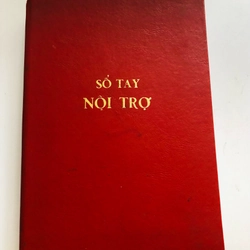 SỔ TAY
NỘI TRỢ